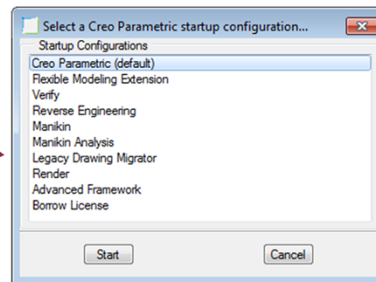 Select a Creo Parametric startup configuration...
Startup Configurations
Creo Parametric (default)
Flexible Modeling Extension
Verify
Reverse Engineering
Manikin
Manikin Analysis
Legacy Drawing Migrator
Render
Advanced Framework
Borrow License
Start Cancel